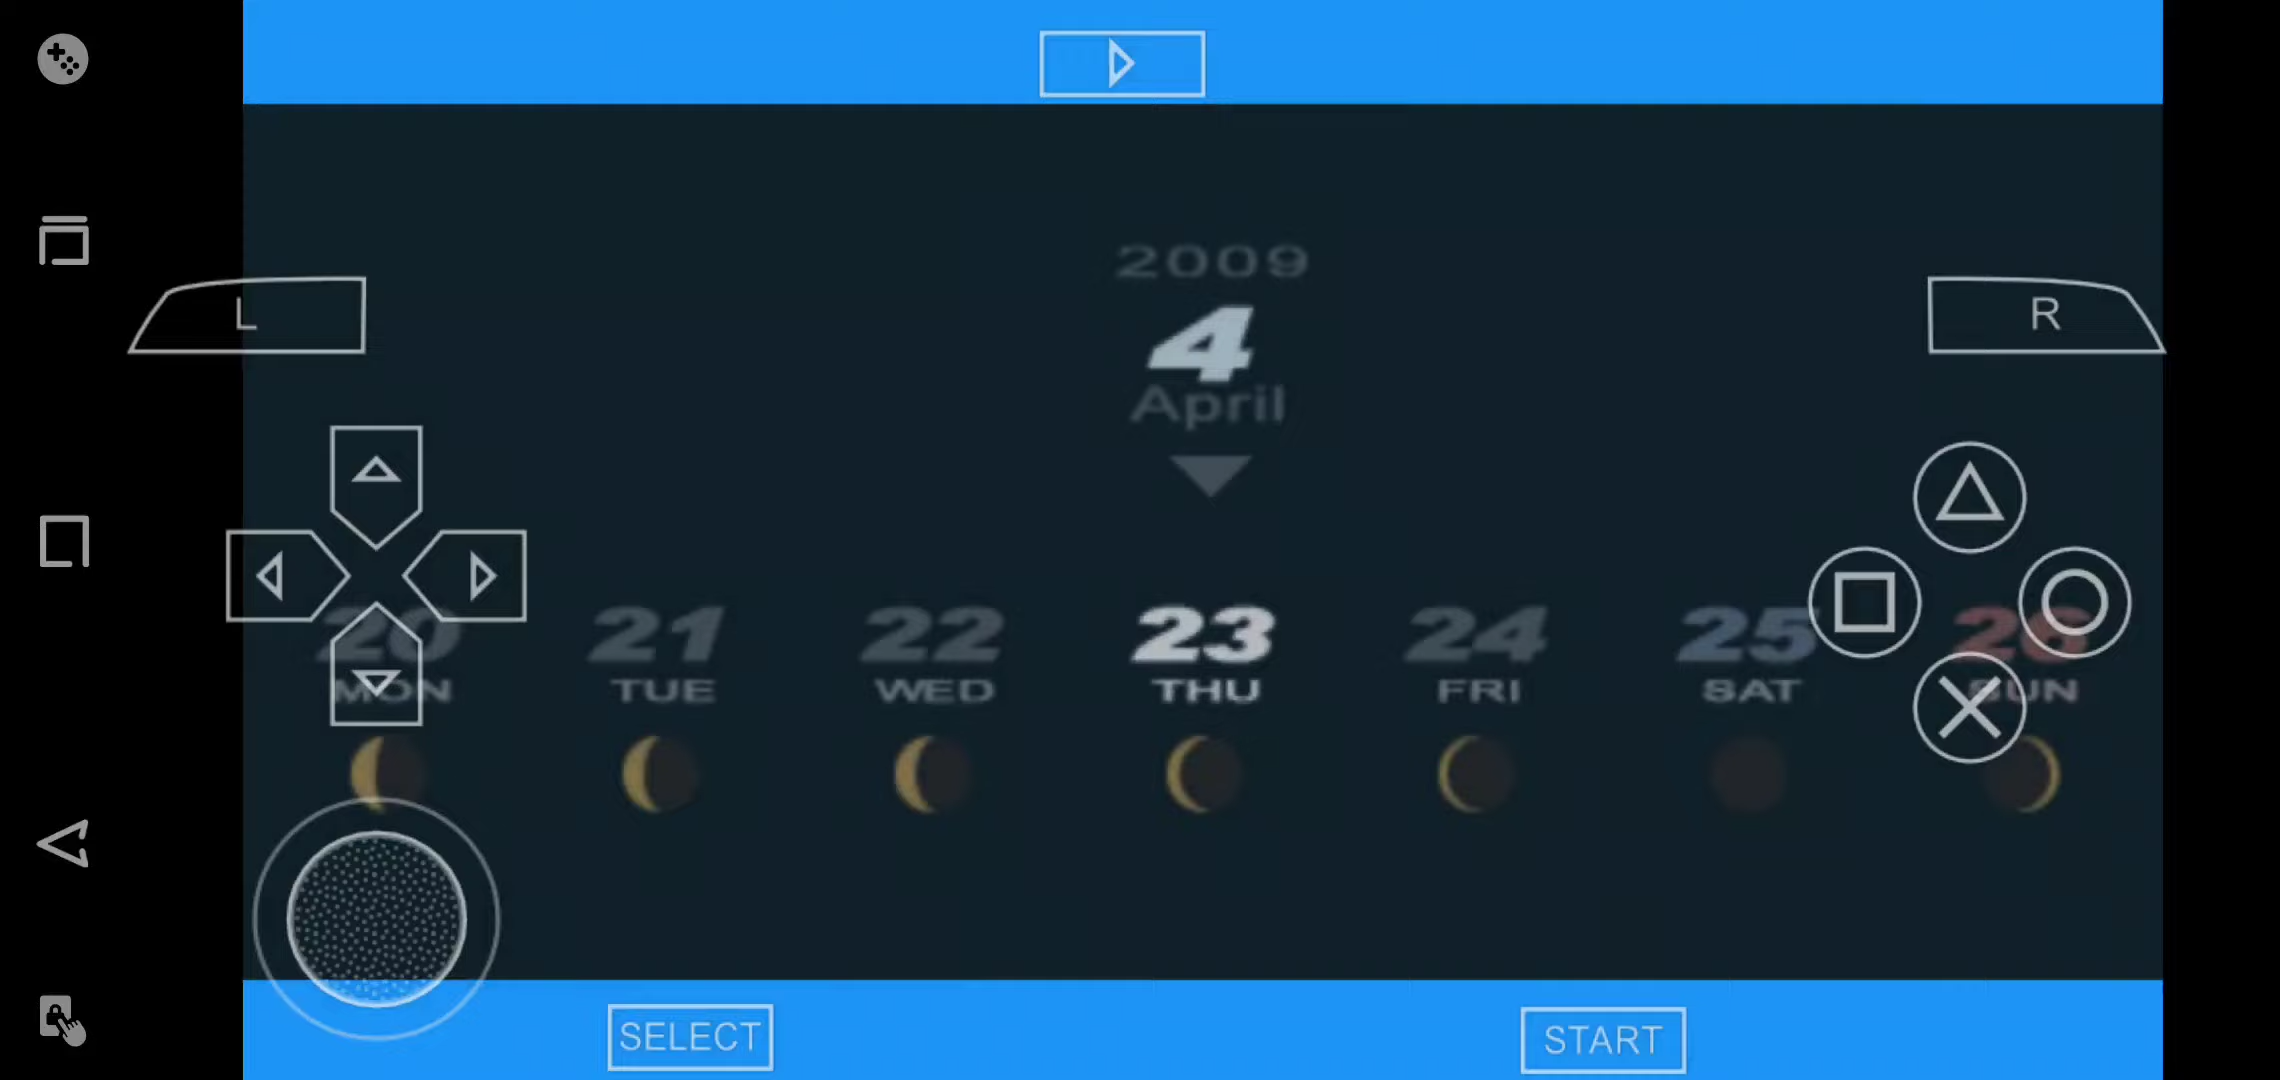 2009
L
R
4
April
20 21 22 23 24 25 26
MON TUE WED THU FRI SAT SUN
SELECT
START